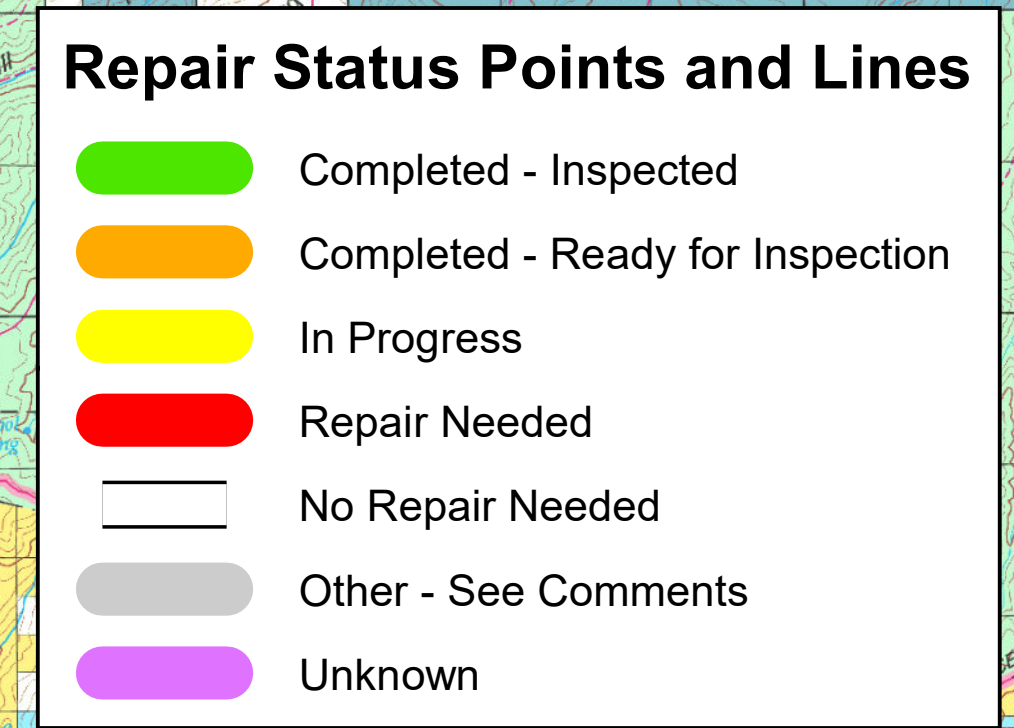 Repair Status Points and Lines
Completed - Inspected
Completed - Ready for Inspection
In Progress
Repair Needed
No Repair Needed
Other - See Comments
Unknown